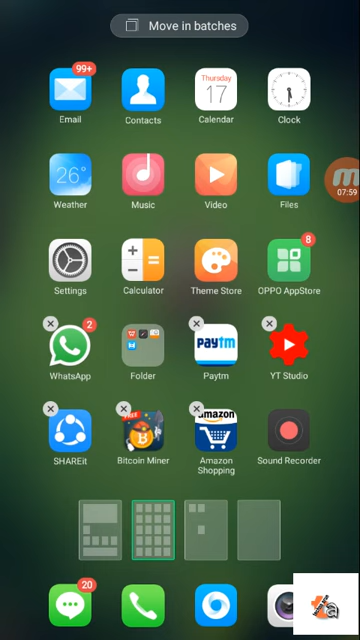 Move in batches
99+
Thursday
17
Email
Contacts
Calendar
Clock
26°
07:59
Weather
Music
Video
Files
8
Settings
Calculator
Theme Store
OPPO AppStore
2
paytm
WhatsApp
Folder
Paytm
YT Studio
FREE
amazon
SHAREit
Bitcoin Miner
Amazon
Shopping
Sound Recorder
20